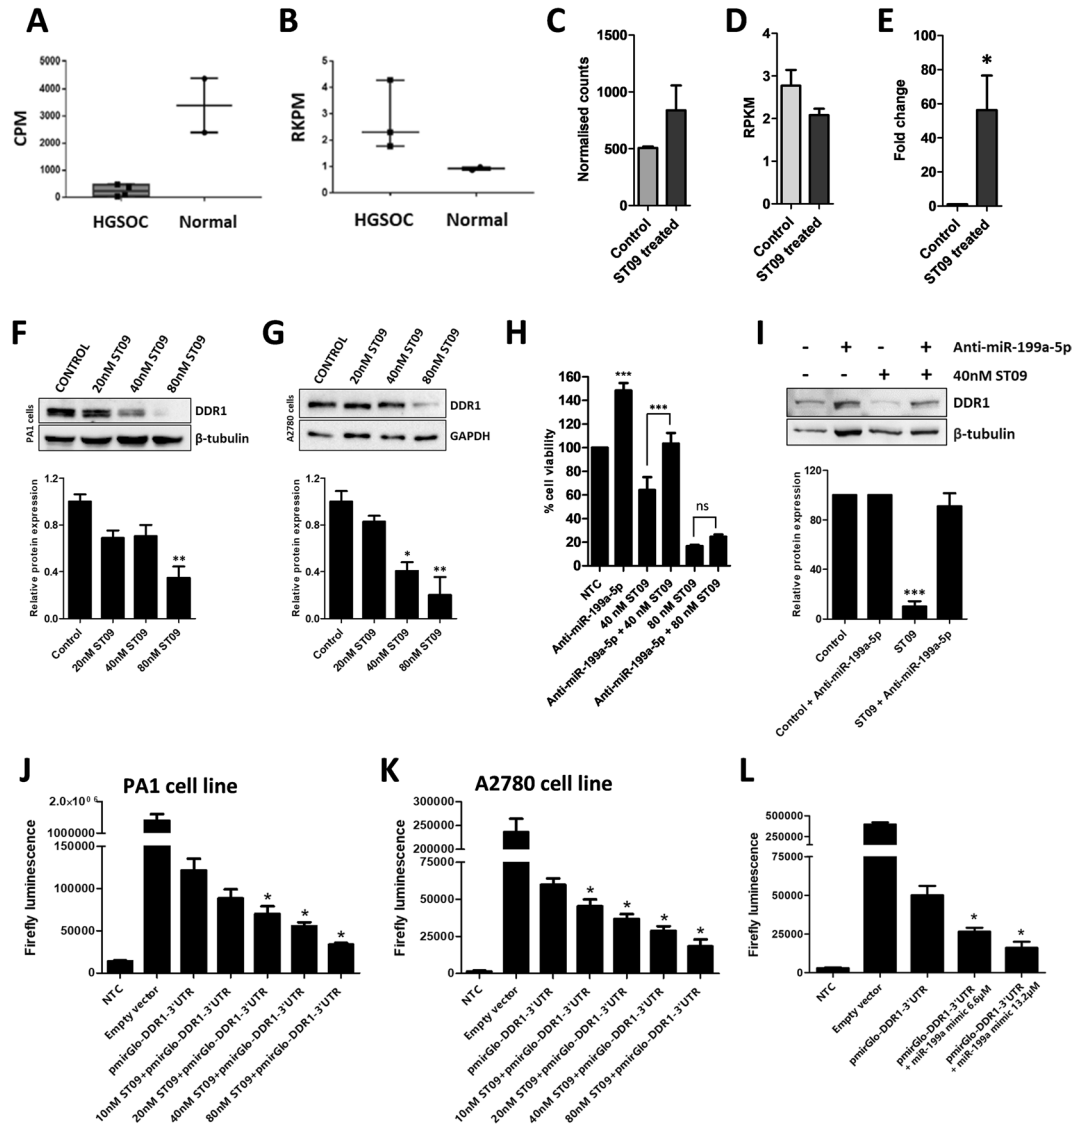 A
CPM
5000
4000
3000
2000
1000
0
HGSOC
Normal
B
RKPM
5
4
3
2
1
0
HGSOC
Normal
C
Normalised counts
1500
1000
500
0
Control
ST09 treated
D
RPKM
4
3
2
1
0
Control
ST09 treated
E
Fold change
100
80
60
40
20
0
*
Control
ST09 treated
F
CONTROL
20nM ST09
40nM ST09
80nM ST09
PA1 cells
DDR1
β-tubulin
Relative protein expression
1.2
0.8
0.4
0.0
**
Control
20nM ST09
40nM ST09
80nM ST09
G
CONTROL
20nM ST09
40nM ST09
80nM ST09
A2780 cells
DDR1
GAPDH
Relative protein expression
1.2
0.8
0.4
0.0
*
**
Control
20nM ST09
40nM ST09
80nM ST09
H
% cell viability
160
140
120
100
80
60
40
20
0
***
***
ns
NTC
Anti-miR-199a-5p
40 nM ST09
Anti-miR-199a-5p + 40 nM ST09
80 nM ST09
Anti-miR-199a-5p + 80 nM ST09
I
- + - + Anti-miR-199a-5p
- - + + 40nM ST09
DDR1
β-tubulin
Relative protein expression
120
80
40
0
***
Control
Control + Anti-miR-199a-5p
ST09
ST09 + Anti-miR-199a-5p
J
PA1 cell line
Firefly luminescence
2.0×10^06
1000000
150000
100000
50000
0
*
*
*
NTC
Empty vector
pmirGlo-DDR1-3'UTR
10nM ST09+pmirGlo-DDR1-3'UTR
20nM ST09+pmirGlo-DDR1-3'UTR
40nM ST09+pmirGlo-DDR1-3'UTR
80nM ST09+pmirGlo-DDR1-3'UTR
K
A2780 cell line
Firefly luminescence
300000
250000
200000
75000
50000
25000
0
*
*
*
*
NTC
Empty vector
pmirGlo-DDR1-3'UTR
10nM ST09+pmirGlo-DDR1-3'UTR
20nM ST09+pmirGlo-DDR1-3'UTR
40nM ST09+pmirGlo-DDR1-3'UTR
80nM ST09+pmirGlo-DDR1-3'UTR
L
Firefly luminescence
500000
250000
75000
50000
25000
0
*
*
NTC
Empty vector
pmirGlo-DDR1-3'UTR
pmirGlo-DDR1-3'UTR
+ miR-199a mimic 6.6µM
pmirGlo-DDR1-3'UTR
+ miR-199a mimic 13.2µM